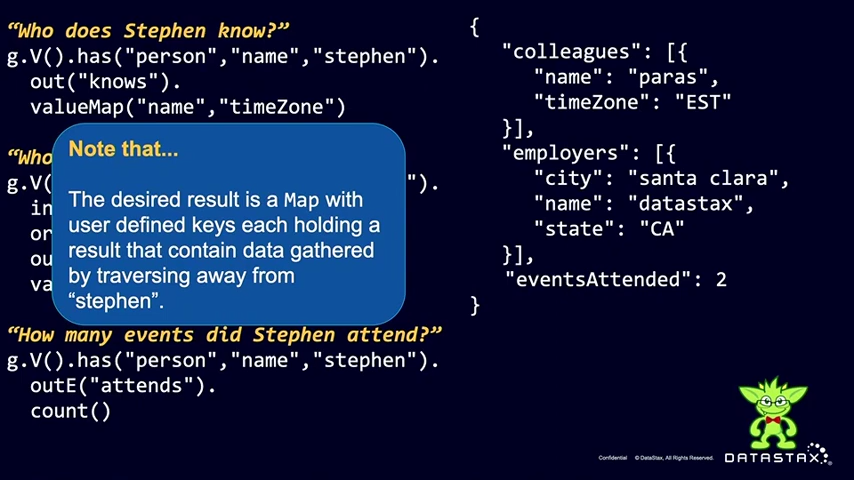 “Who does Stephen know?”
g.V().has("person","name","stephen").
out("knows").
valueMap("name","timeZone")
“Who
g.V( ").
in
or
ou
va
Note that...
The desired result is a Map with
user defined keys each holding a
result that contain data gathered
by traversing away from
“stephen”.
“How many events did Stephen attend?”
g.V().has("person","name","stephen").
outE("attends").
count()
{
"colleagues": [{
"name": "paras",
"timeZone": "EST"
}],
"employers": [{
"city": "santa clara",
"name": "datastax",
"state": "CA"
}],
"eventsAttended": 2
}
Confidential © DataStax, All Rights Reserved.
DATASTAX